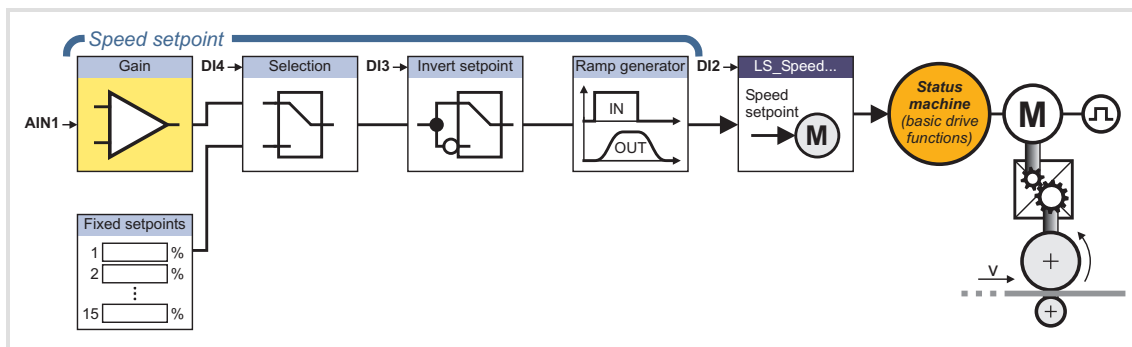 Speed setpoint
Gain
DI4
Selection
DI3
Invert setpoint
Ramp generator
DI2
LS_Speed...
AIN1
IN
OUT
Speed
setpoint
M
Status
machine
(basic drive
functions)
M
Fixed setpoints
1 %
2 %
15 %
V
+
+